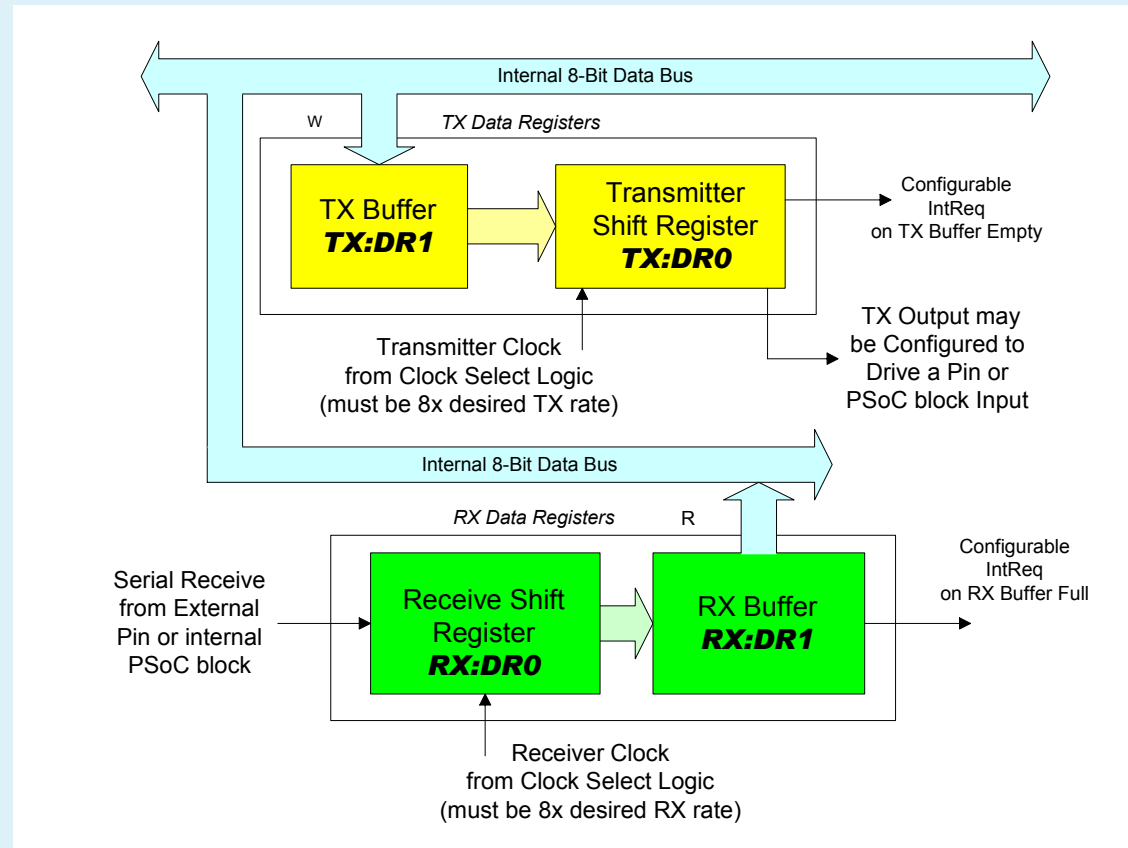 Internal 8-Bit Data Bus
W
TX Data Registers
TX Buffer
TX:DR1
Transmitter
Shift Register
TX:DR0
Configurable
IntReq
on TX Buffer Empty
Transmitter Clock
from Clock Select Logic
(must be 8x desired TX rate)
TX Output may
be Configured to
Drive a Pin or
PSoC block Input
Internal 8-Bit Data Bus
RX Data Registers
R
Serial Receive
from External
Pin or internal
PSoC block
Receive Shift
Register
RX:DR0
RX Buffer
RX:DR1
Configurable
IntReq
on RX Buffer Full
Receiver Clock
from Clock Select Logic
(must be 8x desired RX rate)